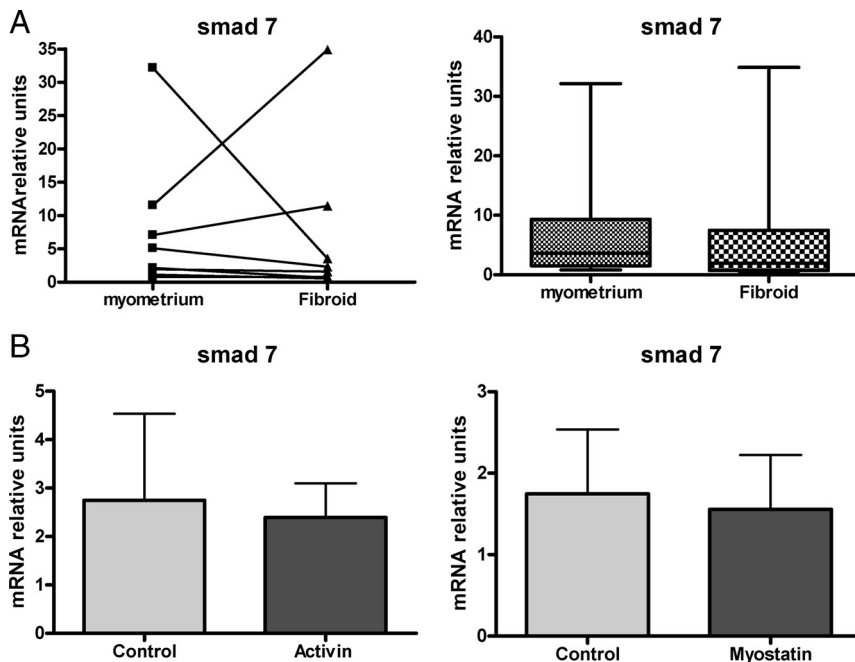 A
smad 7
mRNArelative units
35
30
25
20
15
10
5
0
myometrium Fibroid
smad 7
mRNA relative units
40
30
20
10
0
myometrium Fibroid
B
smad 7
mRNA relative units
5
4
3
2
1
0
Control Activin
smad 7
mRNA relative units
3
2
1
0
Control Myostatin